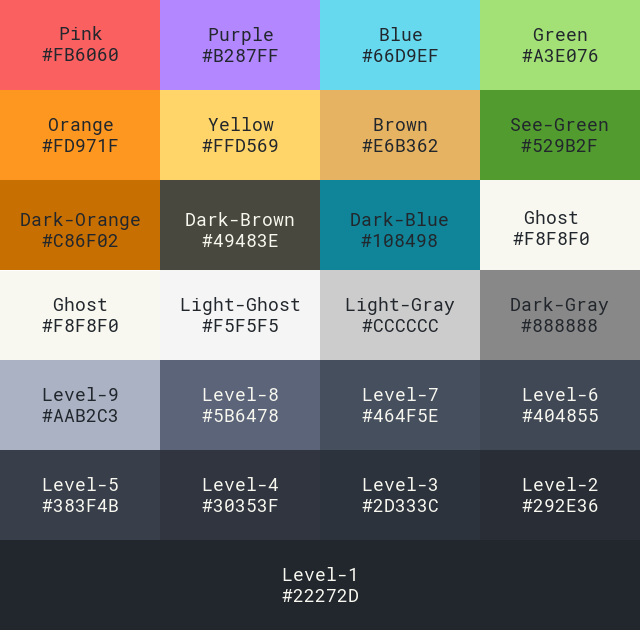 Pink
#FB6060
Purple
#B287FF
Blue
#66D9EF
Green
#A3E076
Orange
#FD971F
Yellow
#FFD569
Brown
#E6B362
See-Green
#529B2F
Dark-Orange
#C86F02
Dark-Brown
#49483E
Dark-Blue
#108498
Ghost
#F8F8F0
Ghost
#F8F8F0
Light-Ghost
#F5F5F5
Light-Gray
#CCCCCC
Dark-Gray
#888888
Level-9
#AAB2C3
Level-8
#5B6478
Level-7
#464F5E
Level-6
#404855
Level-5
#383F4B
Level-4
#30353F
Level-3
#2D333C
Level-2
#292E36
Level-1
#22272D